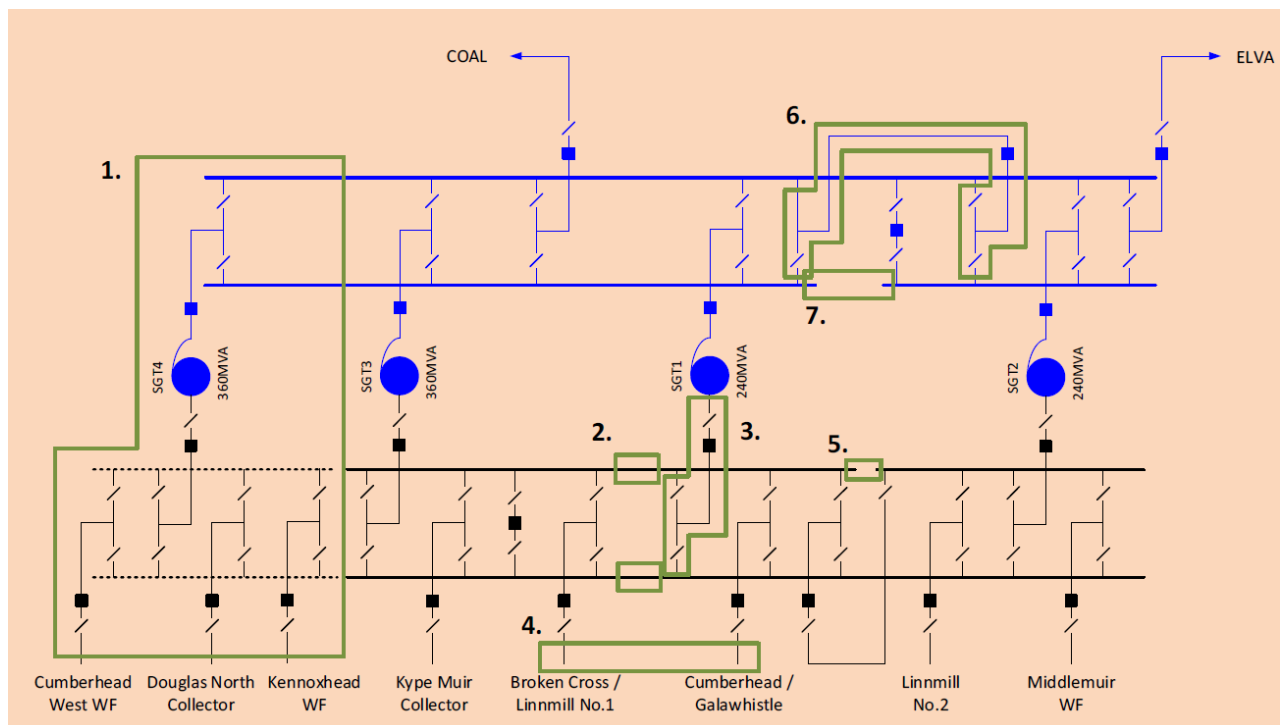 COAL
ELVA
6.
1.
7.
SGT4
360MVA
SGT3
360MVA
SGT1
240MVA
SGT2
240MVA
2.
3.
5.
4.
Cumberhead
West WF
Douglas North
Collector
Kennoxhead
WF
Kype Muir
Collector
Broken Cross /
Linnmill No.1
Cumberhead /
Galawhistle
Linnmill
No.2
Middlemuir
WF